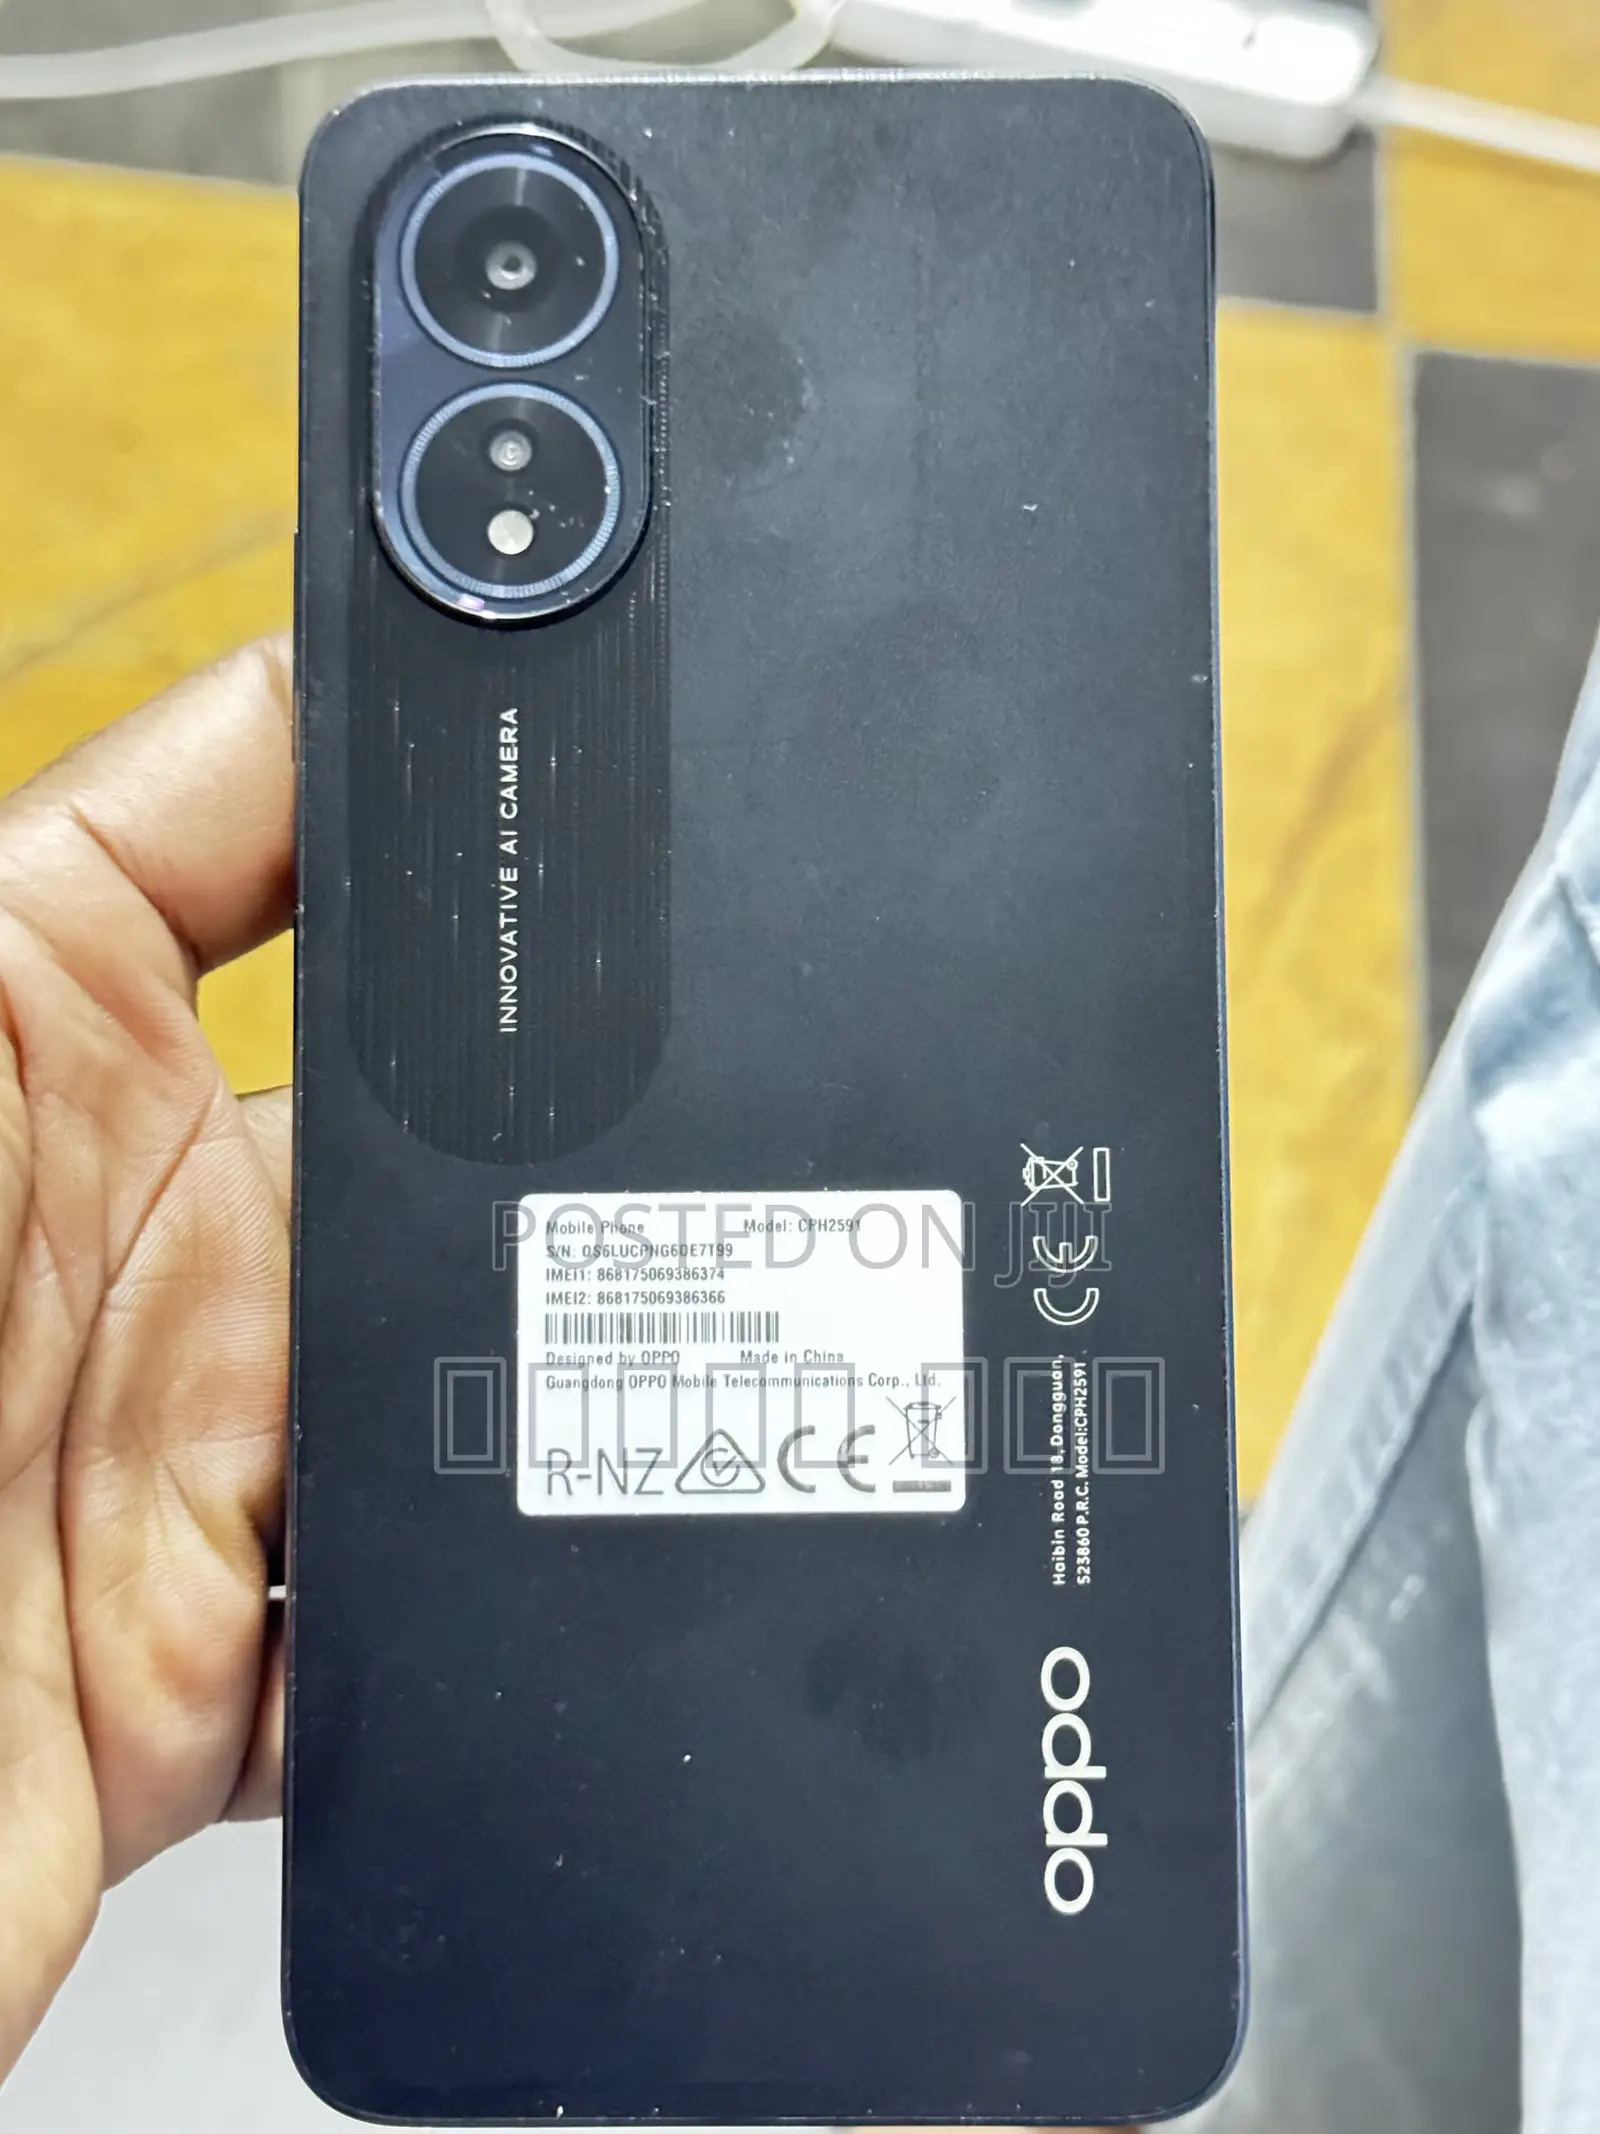 INNOVATIVE AI CAMERA
POSTED ON JIJI
Mobile Phone Model: CPH2591
S/N: QS6LUCPNG6DE7T99
IMEI1: 868175069386374
IMEI2: 868175069386366
Designed by OPPO Made in China
Guangdong OPPO Mobile Telecommunications Corp., Ltd.
R-NZ CE
CE
Haibin Road 18, Dongguan,
523860 P.R.C. Model:CPH2591
oppo